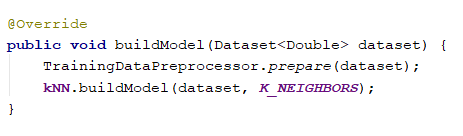 @Override
public void buildModel(Dataset<Double> dataset) {
    TrainingDataPreprocessor.prepare(dataset);
    kNN.buildModel(dataset, K_NEIGHBORS);
}